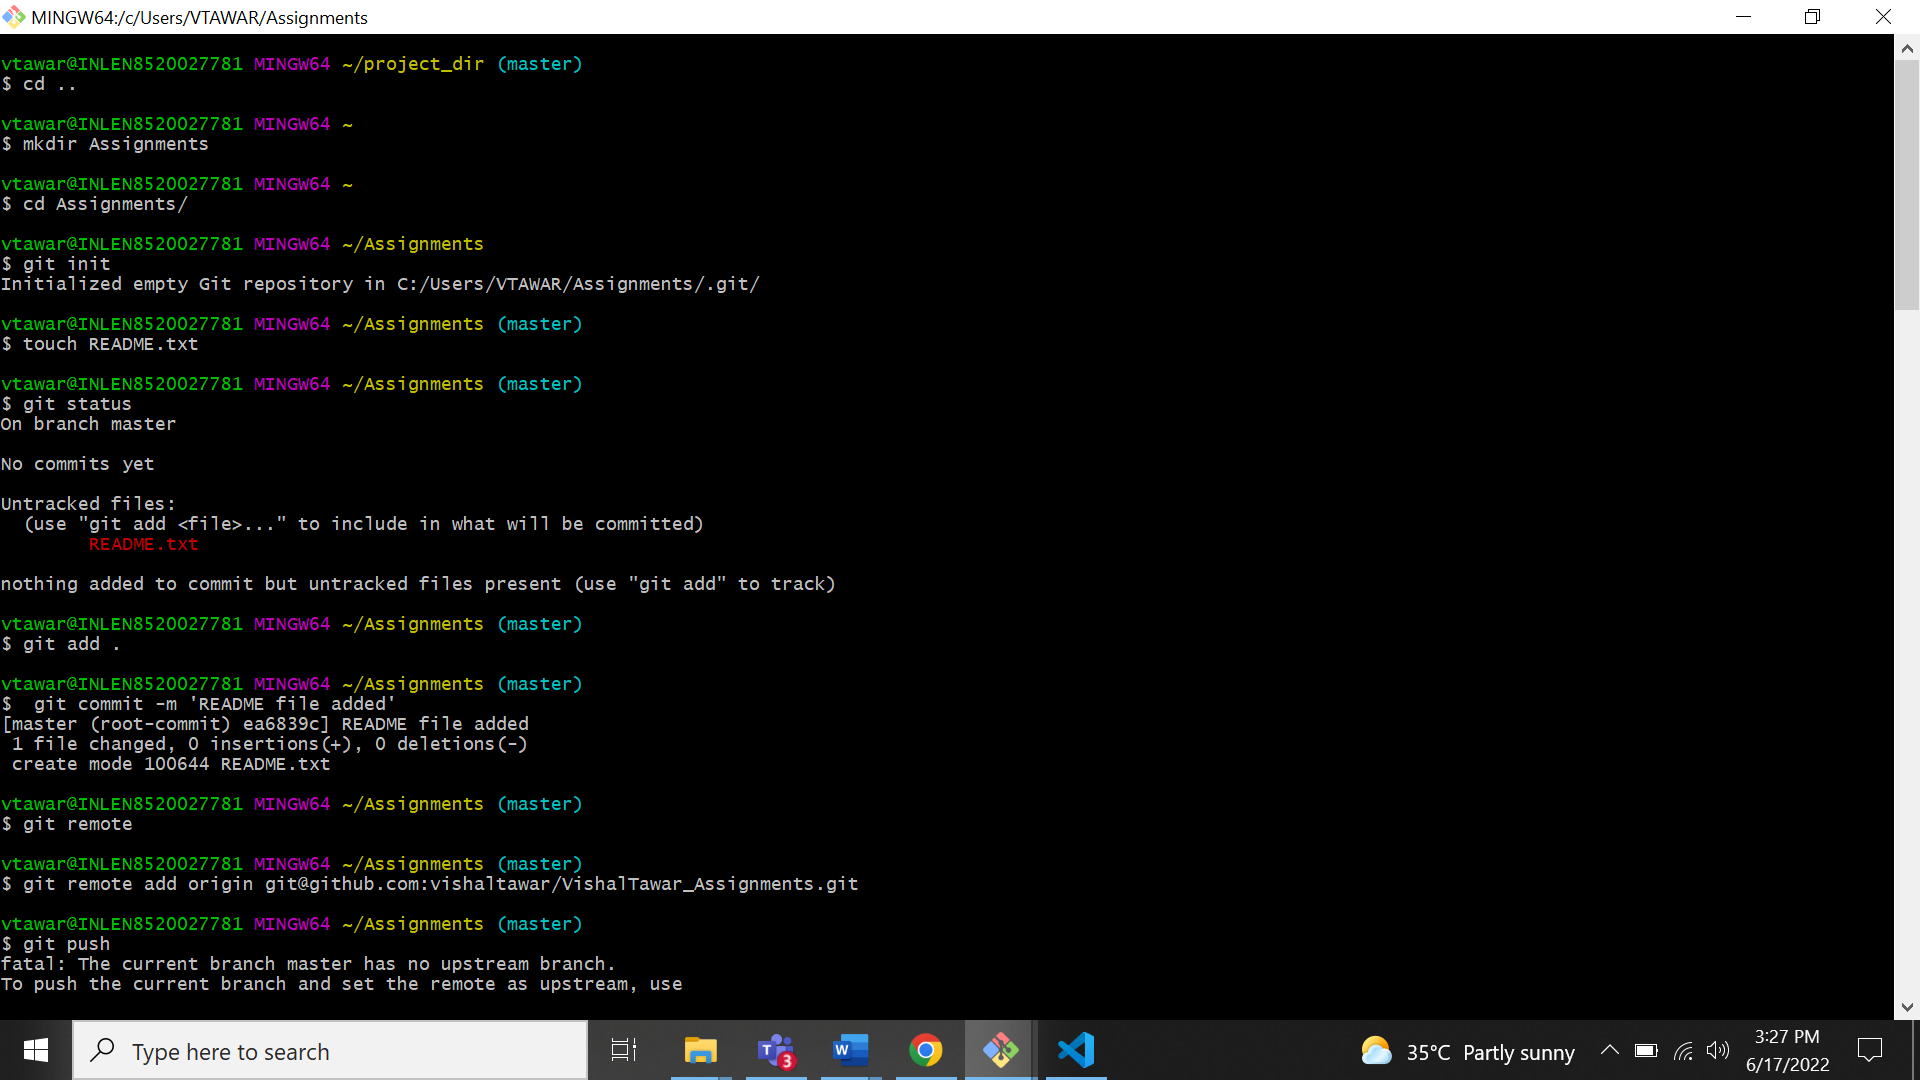 MINGW64:/c/Users/VTAWAR/Assignments
vtawar@INLEN8520027781 MINGW64 ~/project_dir (master)
$ cd ..
vtawar@INLEN8520027781 MINGW64 ~
$ mkdir Assignments
vtawar@INLEN8520027781 MINGW64 ~
$ cd Assignments/
vtawar@INLEN8520027781 MINGW64 ~/Assignments
$ git init
Initialized empty Git repository in C:/Users/VTAWAR/Assignments/.git/
vtawar@INLEN8520027781 MINGW64 ~/Assignments (master)
$ touch README.txt
vtawar@INLEN8520027781 MINGW64 ~/Assignments (master)
$ git status
On branch master
No commits yet
Untracked files:
  (use "git add <file>..." to include in what will be committed)
        README.txt
nothing added to commit but untracked files present (use "git add" to track)
vtawar@INLEN8520027781 MINGW64 ~/Assignments (master)
$ git add .
vtawar@INLEN8520027781 MINGW64 ~/Assignments (master)
$  git commit -m 'README file added'
[master (root-commit) ea6839c] README file added
 1 file changed, 0 insertions(+), 0 deletions(-)
 create mode 100644 README.txt
vtawar@INLEN8520027781 MINGW64 ~/Assignments (master)
$ git remote
vtawar@INLEN8520027781 MINGW64 ~/Assignments (master)
$ git remote add origin git@github.com:vishaltawar/VishalTawar_Assignments.git
vtawar@INLEN8520027781 MINGW64 ~/Assignments (master)
$ git push
fatal: The current branch master has no upstream branch.
To push the current branch and set the remote as upstream, use
Type here to search
T
3
W
35°C Partly sunny
3:27 PM
6/17/2022